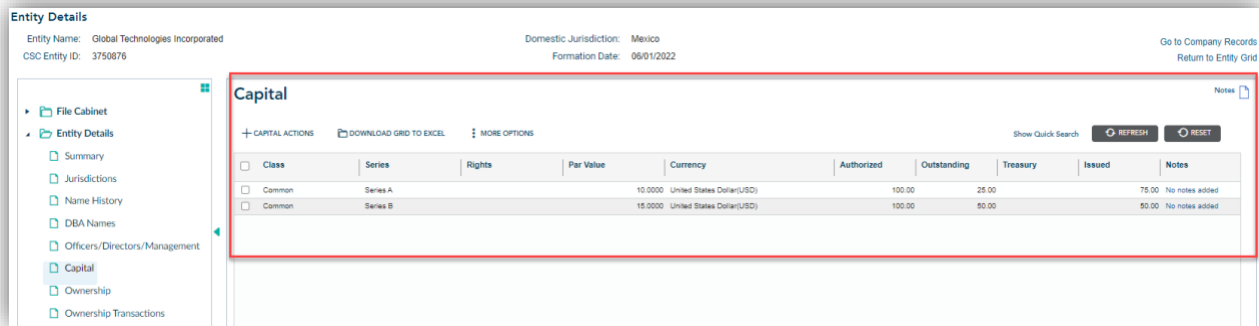 Entity Details
Entity Name: Global Technologies Incorporated Domestic Jurisdiction: Mexico
Go to Company Records
CSC Entity ID: 3750876 Formation Date: 06/01/2022
Return to Entity Grid
Capital
Notes
File Cabinet
Entity Details
CAPITAL ACTIONS DOWNLOAD GRID TO EXCEL MORE OPTIONS Show Quick Search REFRESH RESET
Summary
Jurisdictions
Name History
DBA Names
Officers/Directors/Management
Capital
Ownership
Ownership Transactions
Class Series Rights Par Value Currency Authorized Outstanding Treasury Issued Notes
Common Series A 10.0000 United States Dollar(USD) 100.00 25.00 75.00 No notes added
Common Series B 15.0000 United States Dollar(USD) 100.00 50.00 50.00 No notes added